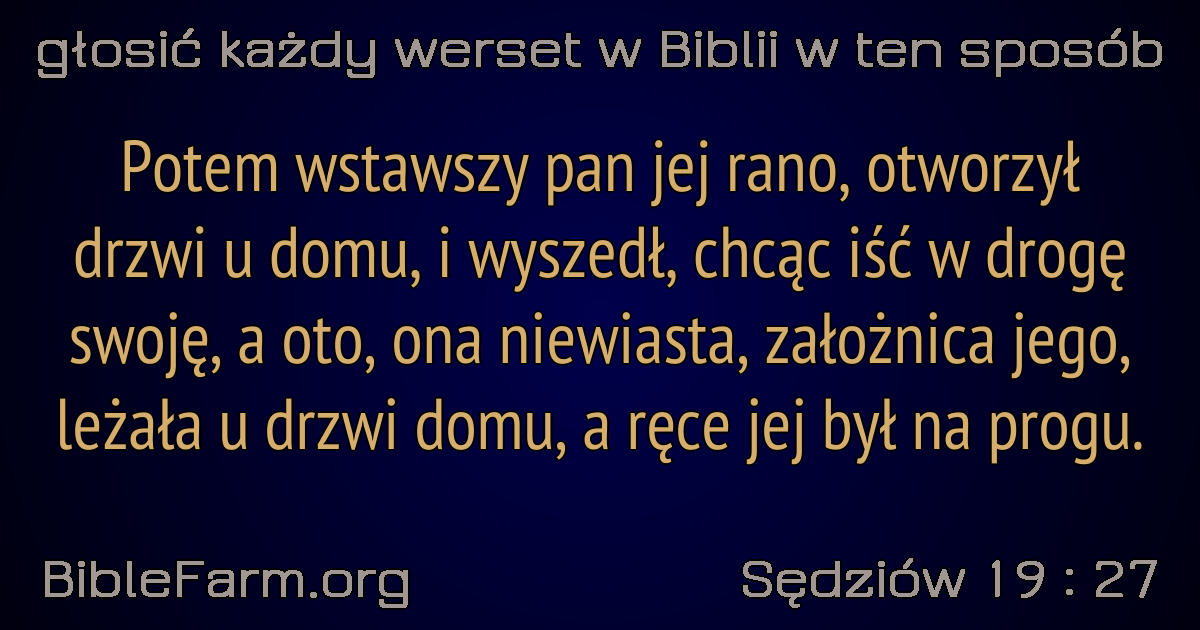 głosić każdy werset w Biblii w ten sposób
Potem wstawszy pan jej rano, otworzył
drzwi u domu, i wyszedł, chcąc iść w drogę
swoję, a oto, ona niewiasta, założnica jego,
leżała u drzwi domu, a ręce jej był na progu.
BibleFarm.org
Sędziów 19 : 27